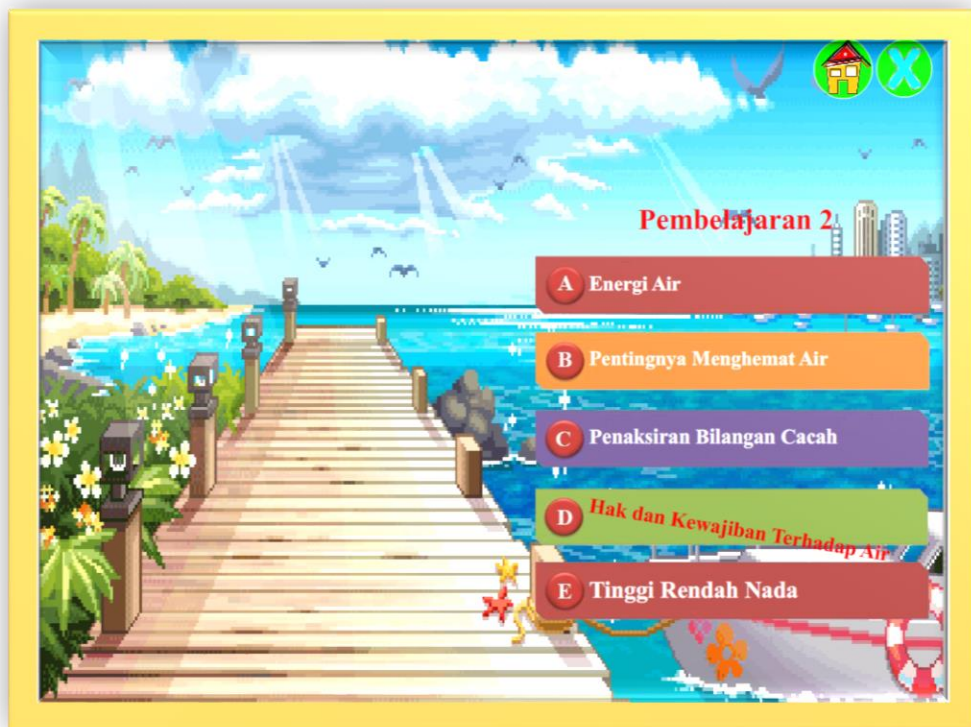 X
Pembelajaran 2
A Energi Air
B Pentingnya Menghemat Air
C Penaksiran Bilangan Cacah
D Hak dan Kewajiban Terhadap Air
E Tinggi Rendah Nada